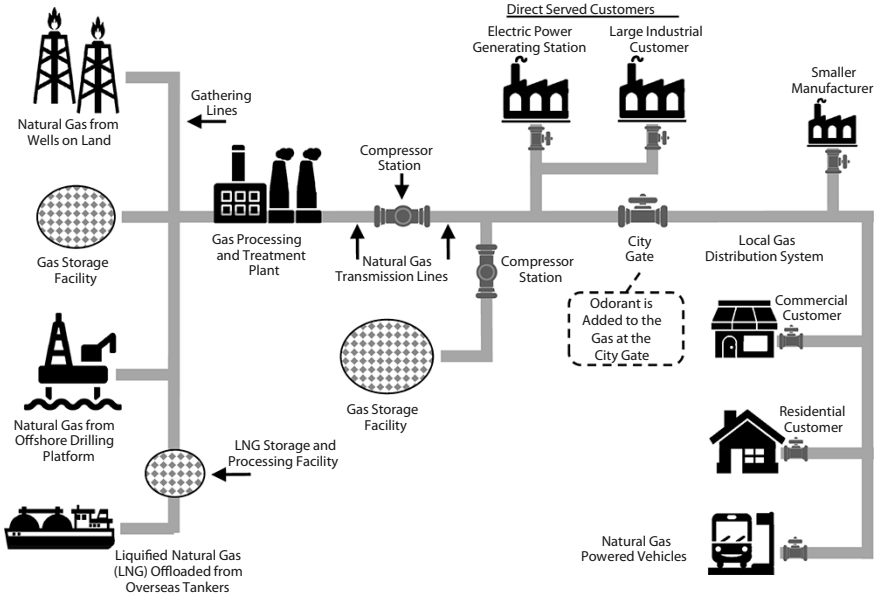 Direct Served Customers
Electric Power
Generating Station
Large Industrial
Customer
Smaller
Manufacturer
Natural Gas from
Wells on Land
Gathering
Lines
Compressor
Station
Gas Storage
Facility
Gas Processing
and Treatment
Plant
Natural Gas
Transmission Lines
Compressor
Station
City
Gate
Local Gas
Distribution System
Odorant is
Added to the
Gas at the
City Gate
Commercial
Customer
Gas Storage
Facility
Natural Gas from
Offshore Drilling
Platform
Residential
Customer
LNG Storage and
Processing Facility
Liquified Natural Gas
(LNG) Offloaded from
Overseas Tankers
Natural Gas
Powered Vehicles